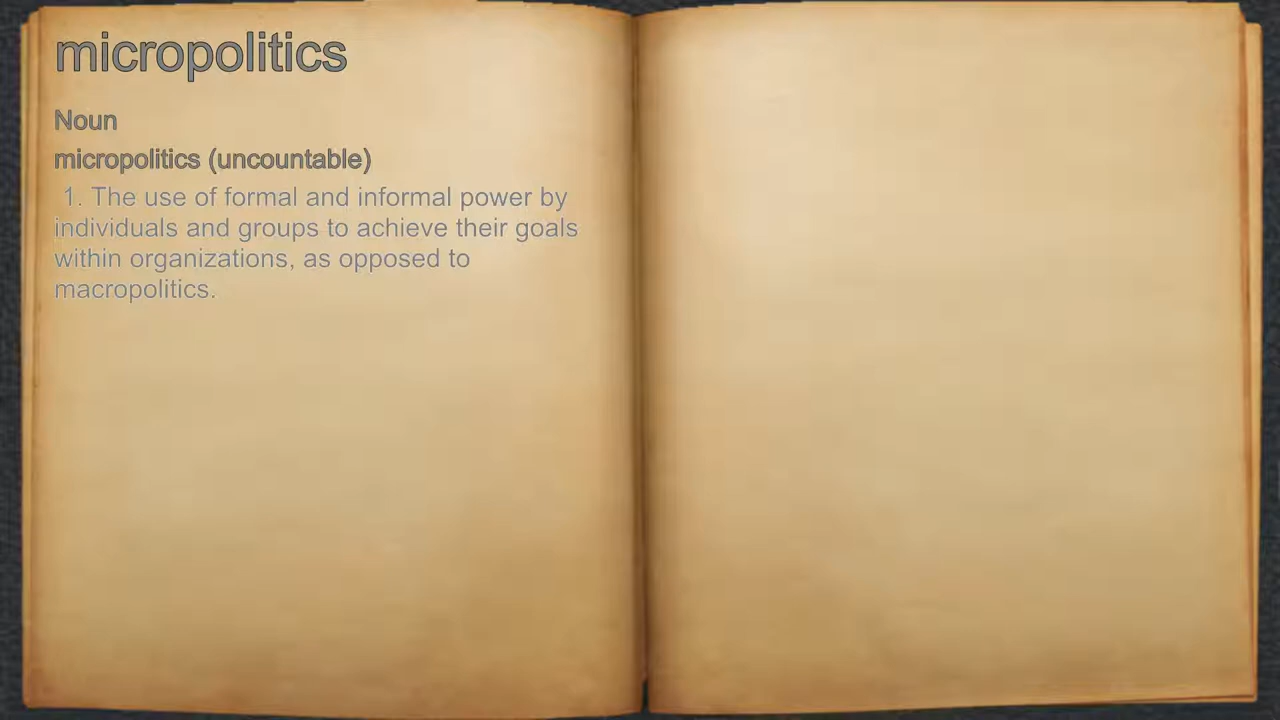 micropolitics
Noun
micropolitics (uncountable)
1. The use of formal and informal power by
individuals and groups to achieve their goals
within organizations, as opposed to
macropolitics.